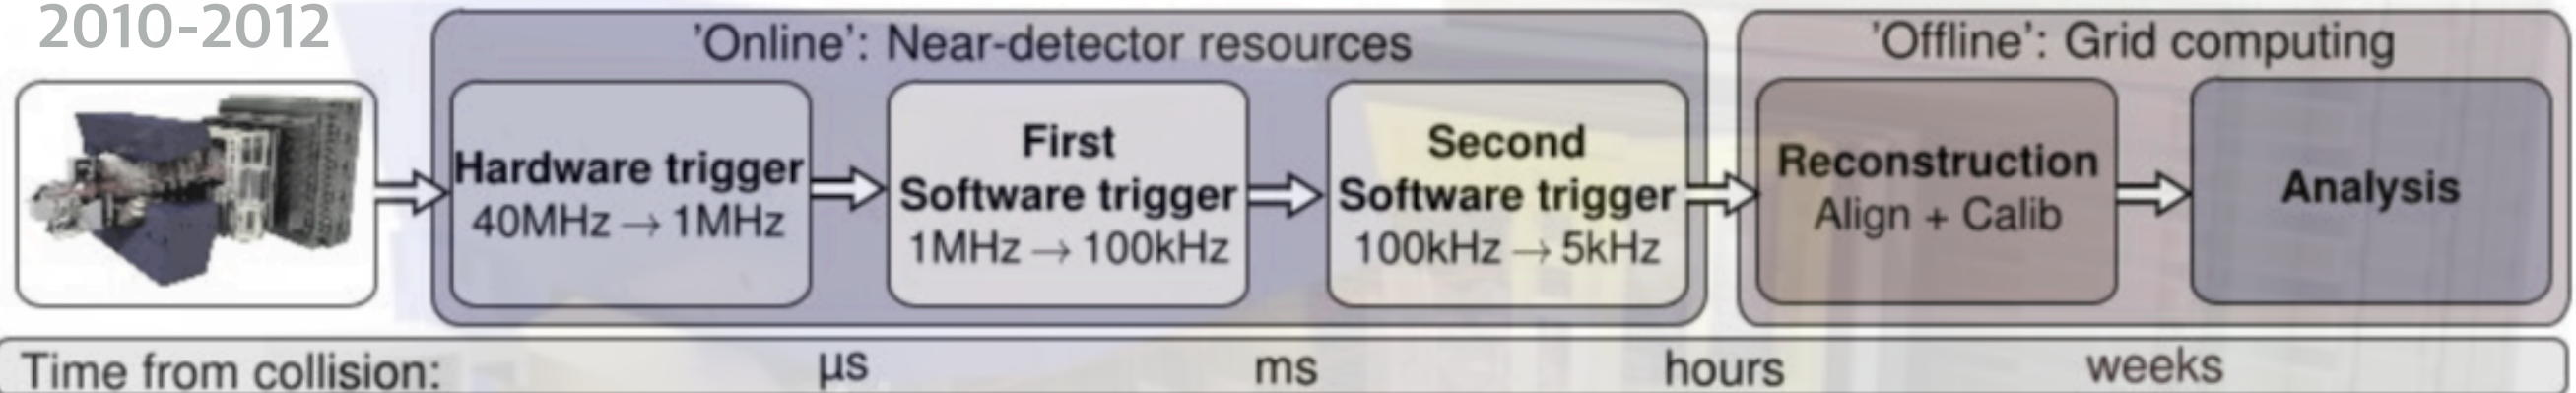 2010-2012
'Online': Near-detector resources
'Offline': Grid computing
Hardware trigger
40MHz → 1MHz
First
Software trigger
1MHz → 100kHz
Second
Software trigger
100kHz → 5kHz
Reconstruction
Align + Calib
Analysis
Time from collision: µs ms hours weeks